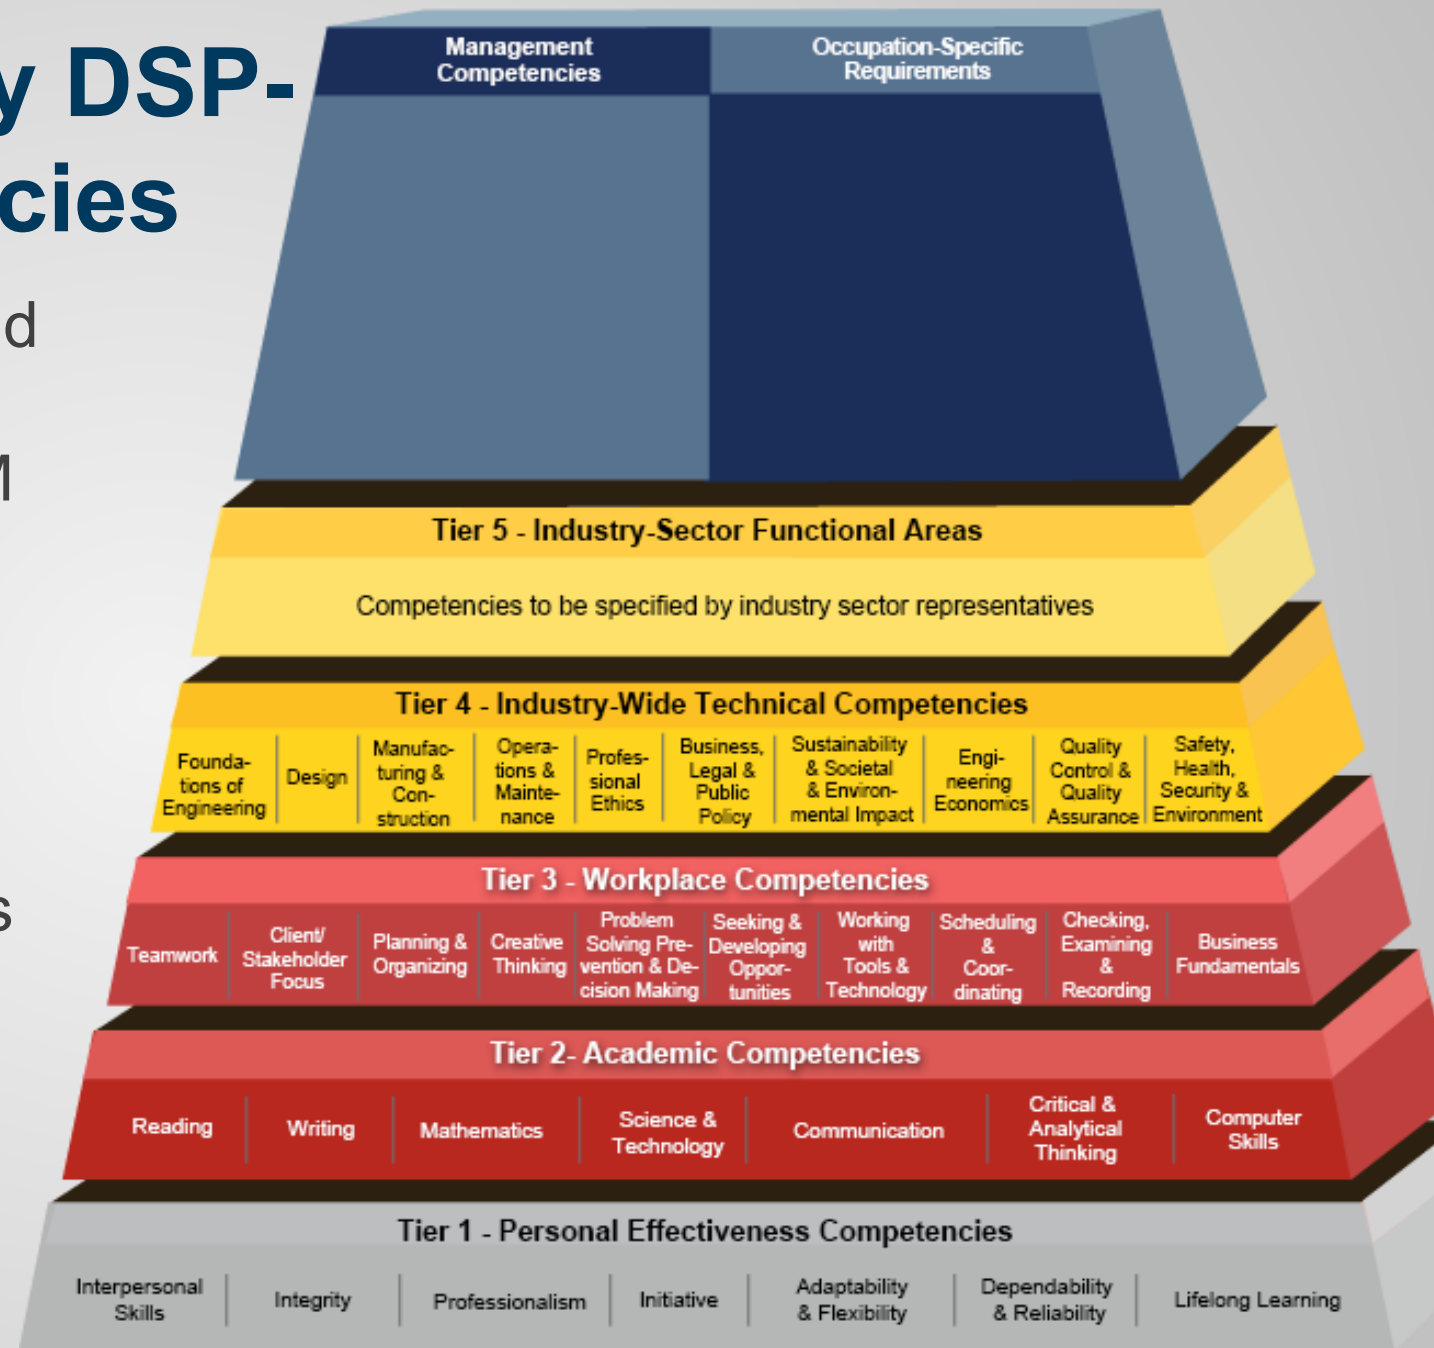 y DSP-
cies
d
M
s
Management
Competencies
Occupation-Specific
Requirements
Tier 5 - Industry-Sector Functional Areas
Competencies to be specified by industry sector representatives
Tier 4 - Industry-Wide Technical Competencies
Founda-
tions of
Engineering
Design
Manufac-
turing &
Con-
struction
Opera-
tions &
Mainte-
nance
Profes-
sional
Ethics
Business,
Legal &
Public
Policy
Sustainability
& Societal
& Environ-
mental Impact
Engi-
neering
Economics
Quality
Control &
Quality
Assurance
Safety,
Health,
Security &
Environment
Tier 3 - Workplace Competencies
Teamwork
Client/
Stakeholder
Focus
Planning &
Organizing
Creative
Thinking
Problem
Solving Pre-
vention & De-
cision Making
Seeking &
Developing
Oppor-
tunities
Working
with
Tools &
Technology
Scheduling
&
Coor-
dinating
Checking,
Examining
&
Recording
Business
Fundamentals
Tier 2- Academic Competencies
Reading
Writing
Mathematics
Science &
Technology
Communication
Critical &
Analytical
Thinking
Computer
Skills
Tier 1 - Personal Effectiveness Competencies
Interpersonal
Skills
Integrity
Professionalism
Initiative
Adaptability
& Flexibility
Dependability
& Reliability
Lifelong Learning